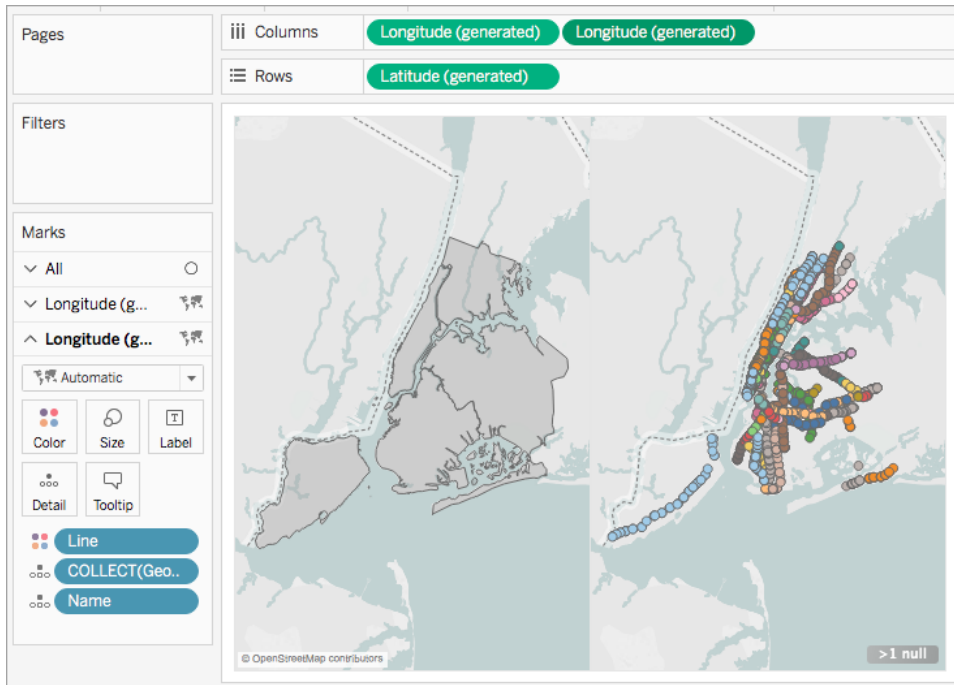 Pages
Columns
Longitude (generated)
Longitude (generated)
Rows
Latitude (generated)
Filters
Marks
All
Longitude (g...
Longitude (g...
Automatic
Color
Size
T
Label
Detail
Tooltip
Line
COLLECT(Geo..
Name
© OpenStreetMap contributors
>1 null